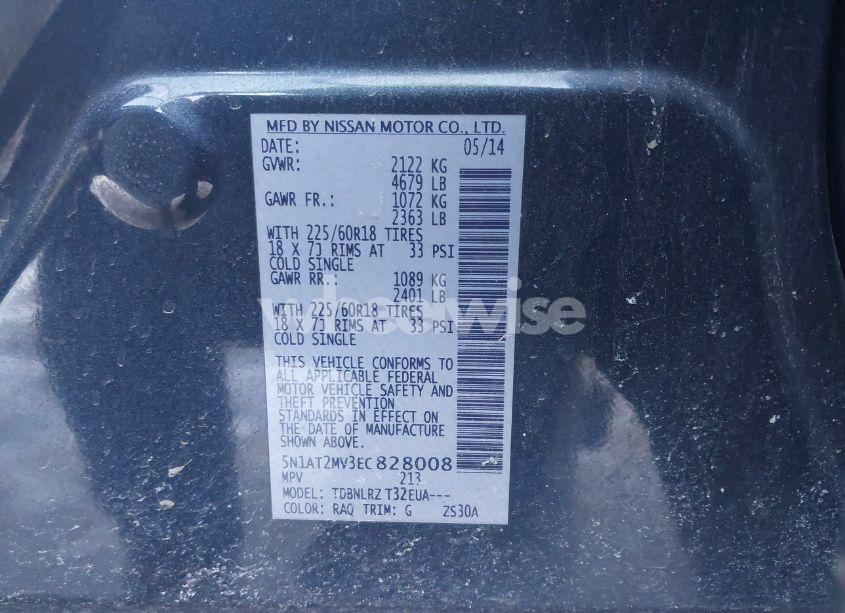 MFD BY NISSAN MOTOR CO., LTD.
DATE: 05/14
GVWR: 2122 KG
4679 LB
GAWR FR.: 1072 KG
2363 LB
WITH 225/60R18 TIRES
18 X 7J RIMS AT 33 PSI
COLD SINGLE
GAWR RR.: 1089 KG
2401 LB
WITH 225/60R18 TIRES
18 X 7J RIMS AT 33 PSI
COLD SINGLE
wheelwise
THIS VEHICLE CONFORMS TO
ALL APPLICABLE FEDERAL
MOTOR VEHICLE SAFETY AND
THEFT PREVENTION
STANDARDS IN EFFECT ON
THE DATE OF MANUFACTURE
SHOWN ABOVE.
5N1AT2MV3EC828008
MPV 213
MODEL: TDBNLRZ T32EUA---
COLOR: RAQ TRIM: G ZS30A